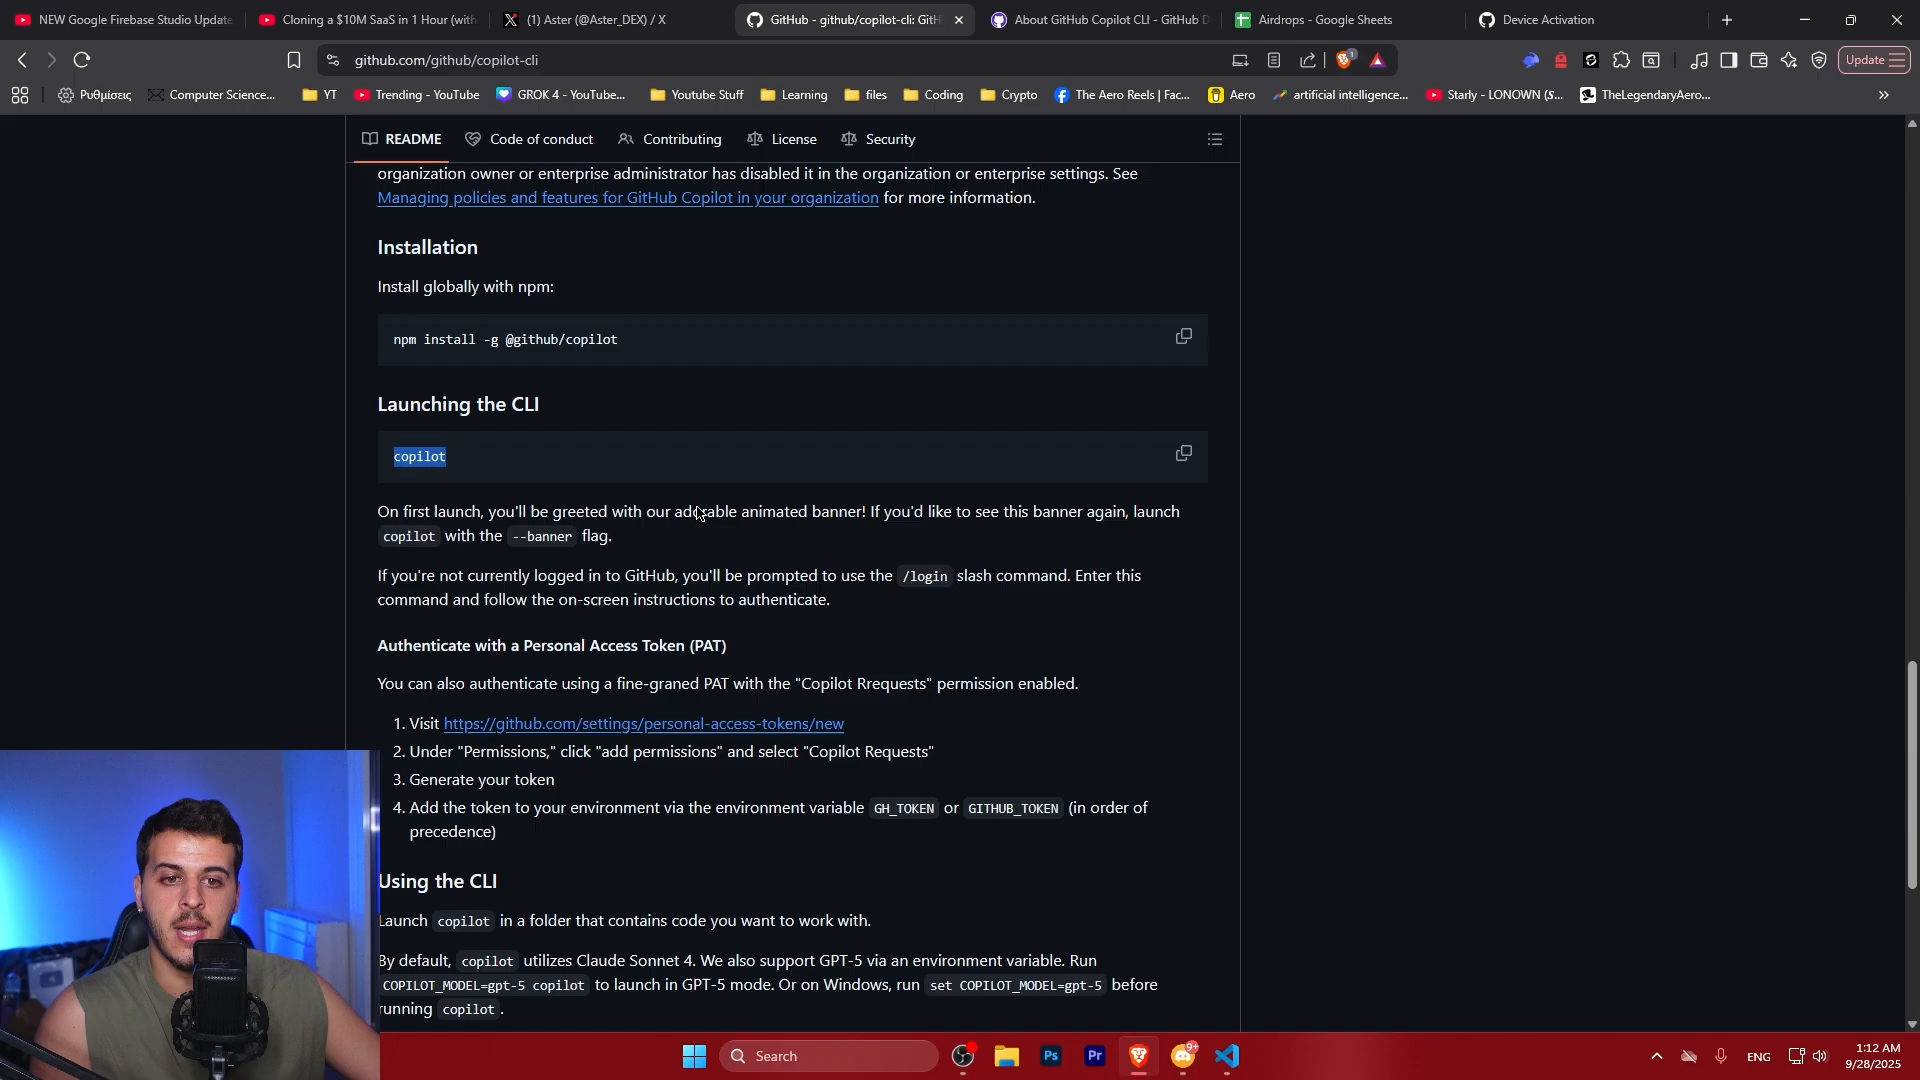 NEW Google Firebase Studio Update
Cloning a $10M SaaS in 1 Hour (with
(1) Aster (@Aster_DEX) / X
GitHub - github/copilot-cli: GitH
About GitHub Copilot CLI - GitHub D
Airdrops - Google Sheets
Device Activation
github.com/github/copilot-cli
1
Update
Ρυθμίσεις
Computer Science...
YT
Trending - YouTube
GROK 4 - YouTube...
Youtube Stuff
Learning
files
Coding
Crypto
The Aero Reels | Fac...
Aero
artificial intelligence...
Starly - LONOWN (S...
TheLegendaryAero...
README
Code of conduct
Contributing
License
Security
organization owner or enterprise administrator has disabled it in the organization or enterprise settings. See
Managing policies and features for GitHub Copilot in your organization for more information.
Installation
Install globally with npm:
npm install -g @github/copilot
Launching the CLI
copilot
On first launch, you'll be greeted with our adorable animated banner! If you'd like to see this banner again, launch
copilot with the --banner flag.
If you're not currently logged in to GitHub, you'll be prompted to use the /login slash command. Enter this
command and follow the on-screen instructions to authenticate.
Authenticate with a Personal Access Token (PAT)
You can also authenticate using a fine-graned PAT with the "Copilot Rrequests" permission enabled.
1. Visit https://github.com/settings/personal-access-tokens/new
2. Under "Permissions," click "add permissions" and select "Copilot Requests"
3. Generate your token
4. Add the token to your environment via the environment variable GH_TOKEN or GITHUB_TOKEN (in order of
precedence)
Using the CLI
Launch copilot in a folder that contains code you want to work with.
By default, copilot utilizes Claude Sonnet 4. We also support GPT-5 via an environment variable. Run
COPILOT_MODEL=gpt-5 copilot to launch in GPT-5 mode. Or on Windows, run set COPILOT_MODEL=gpt-5 before
running copilot.
Search
Ps
Pr
9+
ENG
1:12 AM
9/28/2025